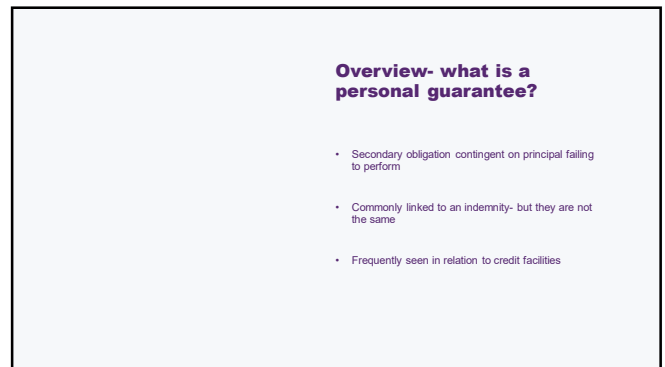 Overview- what is a
personal guarantee?
• Secondary obligation contingent on principal failing
to perform
• Commonly linked to an indemnity- but they are not
the same
• Frequently seen in relation to credit facilities